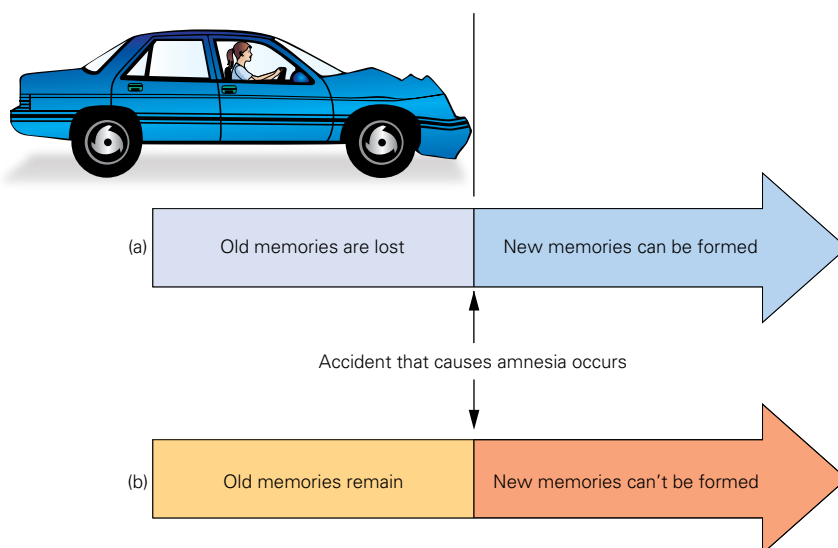 (a) Old memories are lost New memories can be formed
Accident that causes amnesia occurs
(b) Old memories remain New memories can't be formed